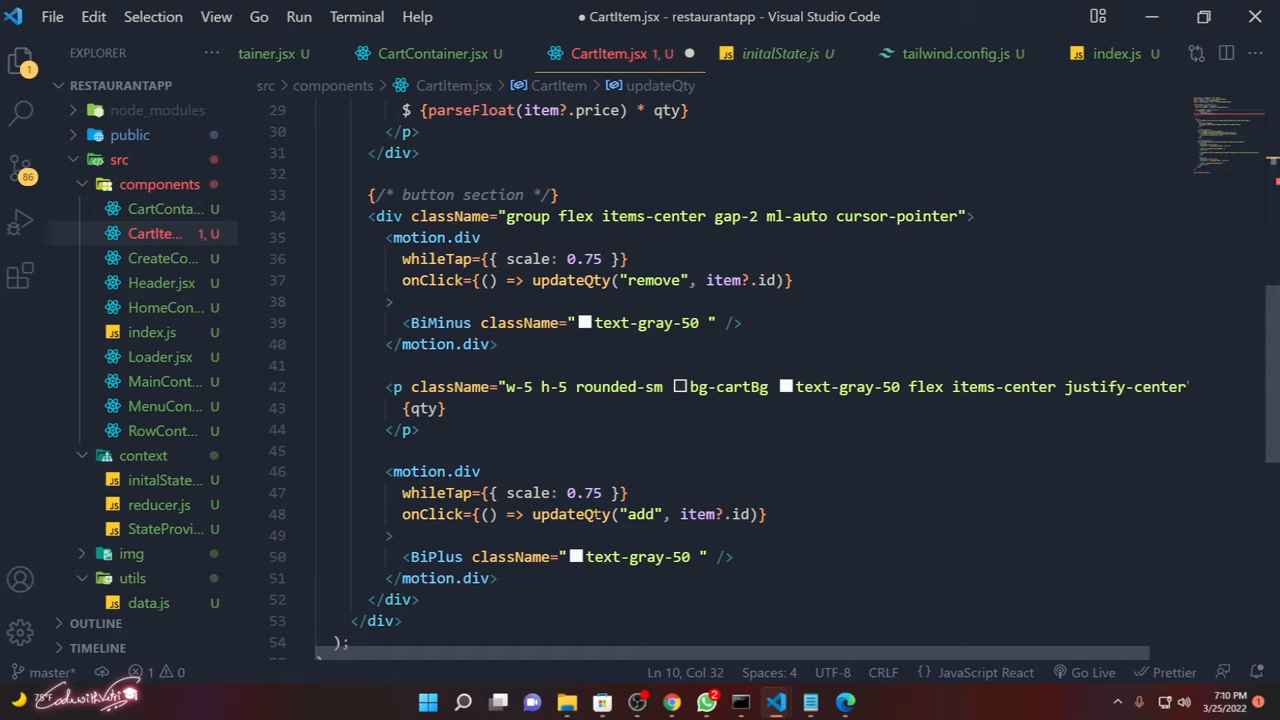 File Edit Selection View Go Run Terminal Help
● CartItem.jsx - restaurantapp - Visual Studio Code
EXPLORER
tainer.jsx U CartContainer.jsx U CartItem.jsx 1, U initalState.js U tailwind.config.js U index.js U
RESTAURANTAPP
src > components > CartItem.jsx > CartItem > updateQty
node_modules
public
src
components
CartConta... U
CartIte... 1, U
CreateCo... U
Header.jsx U
HomeCon... U
index.js U
Loader.jsx U
MainCont... U
MenuCon... U
RowCont... U
context
initalState... U
reducer.js U
StateProvi... U
img
utils
data.js U
OUTLINE
TIMELINE
29 $ {parseFloat(item?.price) * qty}
30 </p>
31 </div>
32
33 {/* button section */}
34 <div className="group flex items-center gap-2 ml-auto cursor-pointer">
35 <motion.div
36 whileTap={{ scale: 0.75 }}
37 onClick={() => updateQty("remove", item?.id)}
38 >
39 <BiMinus className="text-gray-50 " />
40 </motion.div>
41
42 <p className="w-5 h-5 rounded-sm bg-cartBg text-gray-50 flex items-center justify-center"
43 {qty}
44 </p>
45
46 <motion.div
47 whileTap={{ scale: 0.75 }}
48 onClick={() => updateQty("add", item?.id)}
49 >
50 <BiPlus className="text-gray-50 " />
51 </motion.div>
52 </div>
53 </div>
54 );
1
86
master* 1 0 Ln 10, Col 32 Spaces: 4 UTF-8 CRLF JavaScript React Go Live Prettier
2
7:10 PM
3/25/2022
1